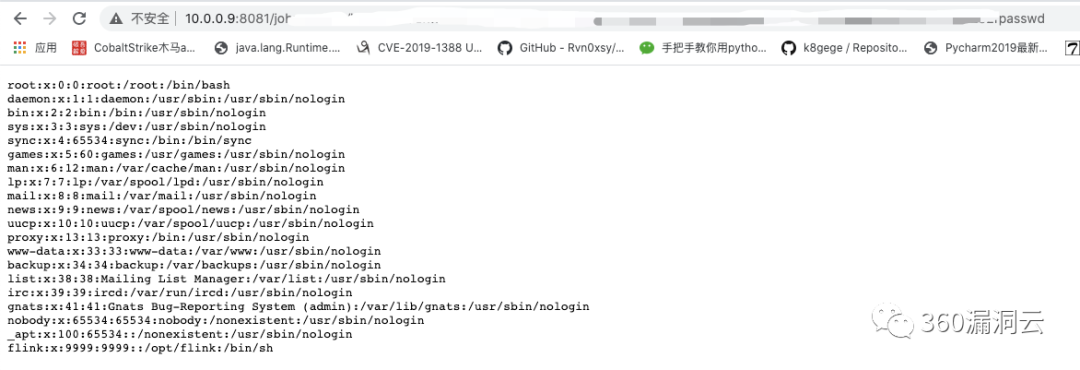 不安全 10.0.0.9:8081/jo passwd
应用 CobaltStrike木马a... java.lang.Runtime.... CVE-2019-1388 U... GitHub - Rvn0xsy/... 手把手教你用pytho... k8gege / Reposito... Pycharm2019最新...
root:x:0:0:root:/root:/bin/bash
daemon:x:1:1:daemon:/usr/sbin:/usr/sbin/nologin
bin:x:2:2:bin:/bin:/usr/sbin/nologin
sys:x:3:3:sys:/dev:/usr/sbin/nologin
sync:x:4:65534:sync:/bin:/bin/sync
games:x:5:60:games:/usr/games:/usr/sbin/nologin
man:x:6:12:man:/var/cache/man:/usr/sbin/nologin
lp:x:7:7:lp:/var/spool/lpd:/usr/sbin/nologin
mail:x:8:8:mail:/var/mail:/usr/sbin/nologin
news:x:9:9:news:/var/spool/news:/usr/sbin/nologin
uucp:x:10:10:uucp:/var/spool/uucp:/usr/sbin/nologin
proxy:x:13:13:proxy:/bin:/usr/sbin/nologin
www-data:x:33:33:www-data:/var/www:/usr/sbin/nologin
backup:x:34:34:backup:/var/backups:/usr/sbin/nologin
list:x:38:38:Mailing List Manager:/var/list:/usr/sbin/nologin
irc:x:39:39:ircd:/var/run/ircd:/usr/sbin/nologin
gnats:x:41:41:Gnats Bug-Reporting System (admin):/var/lib/gnats:/usr/sbin/nologin
nobody:x:65534:65534:nobody:/nonexistent:/usr/sbin/nologin
_apt:x:100:65534::/nonexistent:/usr/sbin/nologin
flink:x:9999:9999::/opt/flink:/bin/sh
360漏洞云